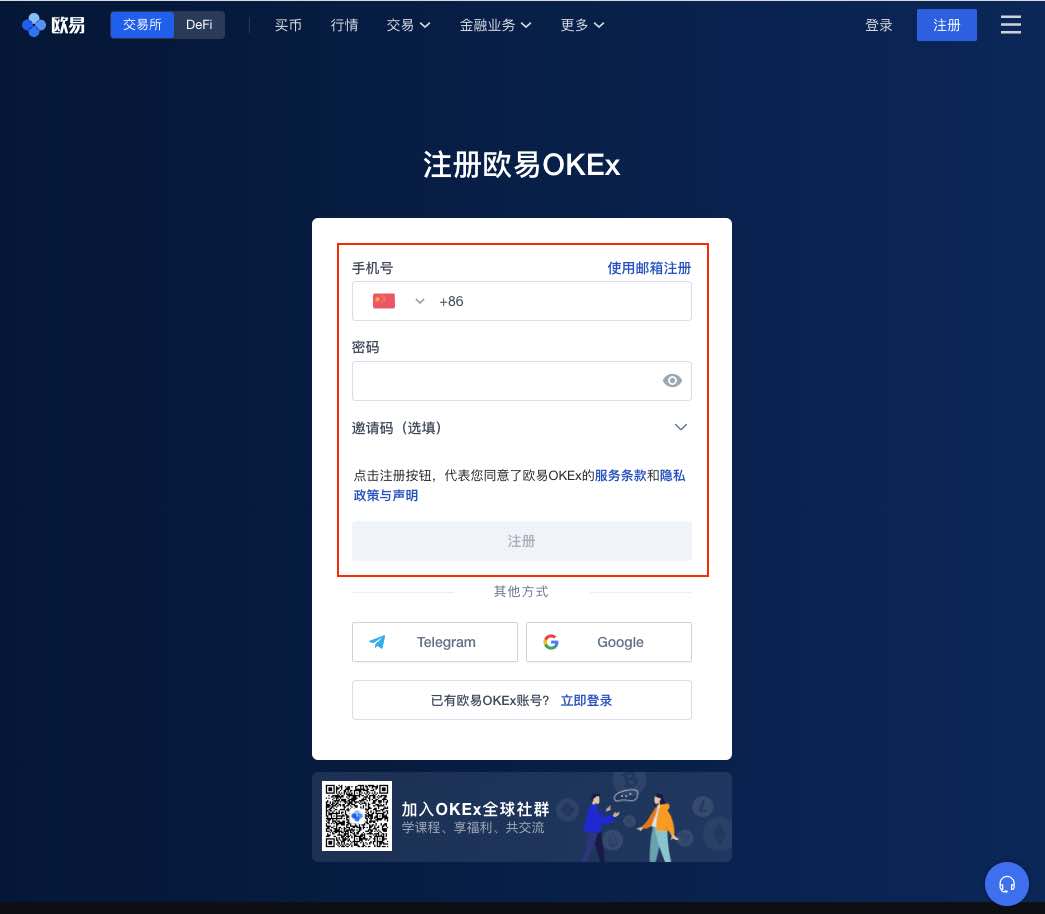 欧易 交易所 DeFi 买币 行情 交易 金融业务 更多 登录 注册
注册欧易OKEx
手机号 使用邮箱注册
+86
密码
邀请码（选填）
点击注册按钮，代表您同意了欧易OKEx的服务条款和隐私
政策与声明
注册
其他方式
Telegram Google
已有欧易OKEx账号？ 立即登录
加入OKEx全球社群
学课程、享福利、共交流